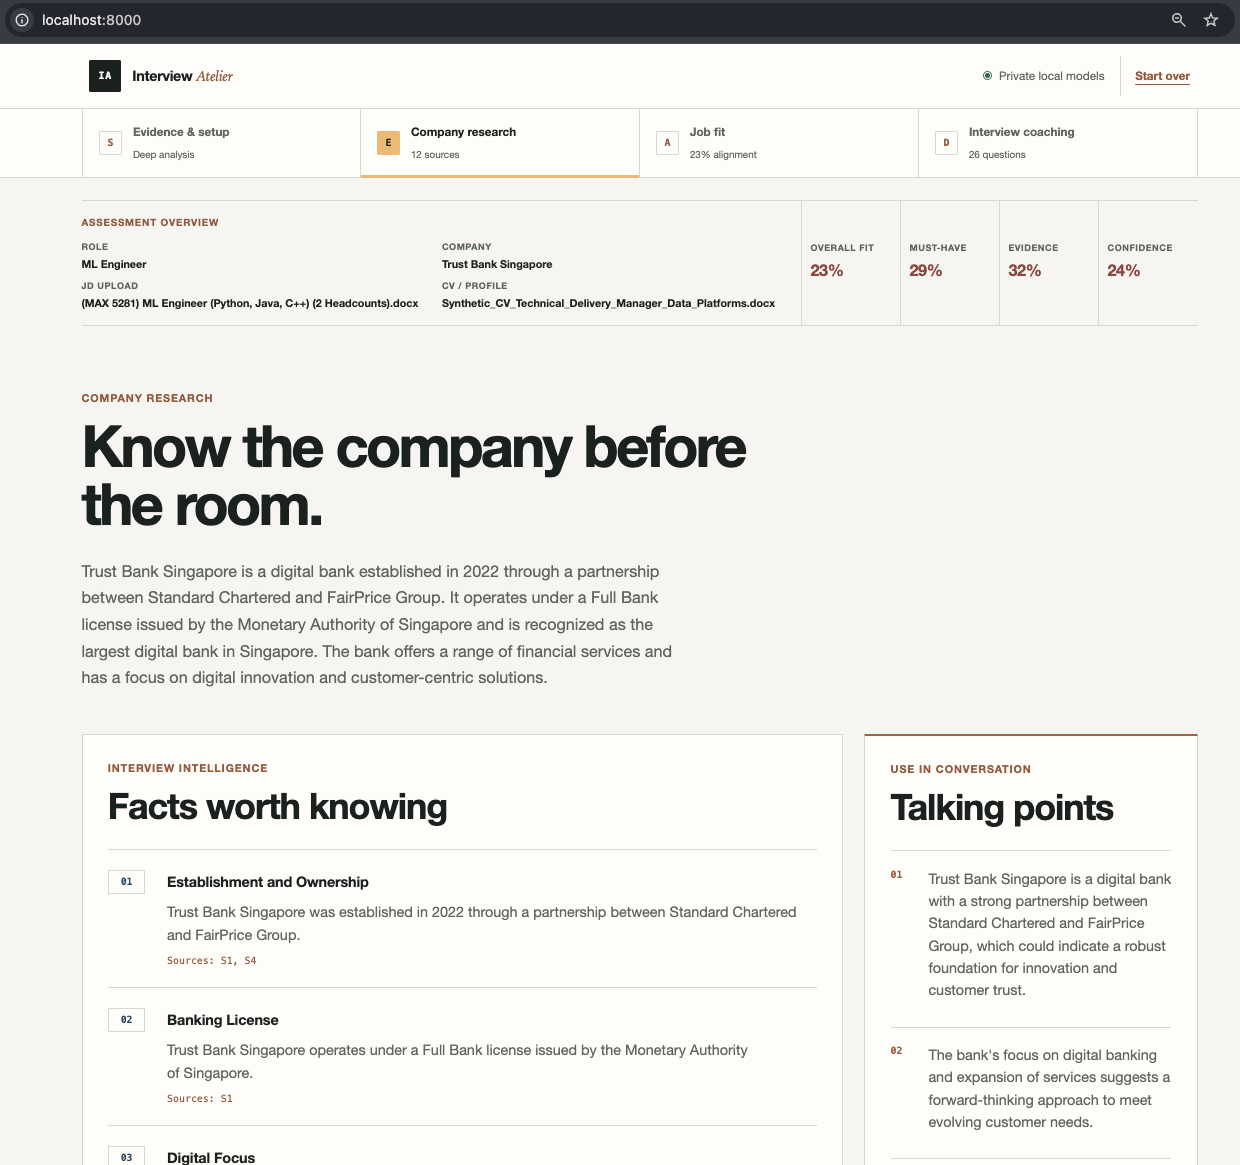 localhost:8000
IA
Interview Atelier
Private local models
Start over
S
Evidence & setup
Deep analysis
E
Company research
12 sources
A
Job fit
23% alignment
D
Interview coaching
26 questions
ASSESSMENT OVERVIEW
ROLE
ML Engineer
COMPANY
Trust Bank Singapore
JD UPLOAD
(MAX 5281) ML Engineer (Python, Java, C++) (2 Headcounts).docx
CV / PROFILE
Synthetic_CV_Technical_Delivery_Manager_Data_Platforms.docx
OVERALL FIT
23%
MUST-HAVE
29%
EVIDENCE
32%
CONFIDENCE
24%
COMPANY RESEARCH
Know the company before
the room.
Trust Bank Singapore is a digital bank established in 2022 through a partnership
between Standard Chartered and FairPrice Group. It operates under a Full Bank
license issued by the Monetary Authority of Singapore and is recognized as the
largest digital bank in Singapore. The bank offers a range of financial services and
has a focus on digital innovation and customer-centric solutions.
INTERVIEW INTELLIGENCE
Facts worth knowing
01
Establishment and Ownership
Trust Bank Singapore was established in 2022 through a partnership between Standard Chartered
and FairPrice Group.
Sources: S1, S4
02
Banking License
Trust Bank Singapore operates under a Full Bank license issued by the Monetary Authority
of Singapore.
Sources: S1
03
Digital Focus
USE IN CONVERSATION
Talking points
01
Trust Bank Singapore is a digital bank
with a strong partnership between
Standard Chartered and FairPrice
Group, which could indicate a robust
foundation for innovation and
customer trust.
02
The bank's focus on digital banking
and expansion of services suggests a
forward-thinking approach to meet
evolving customer needs.